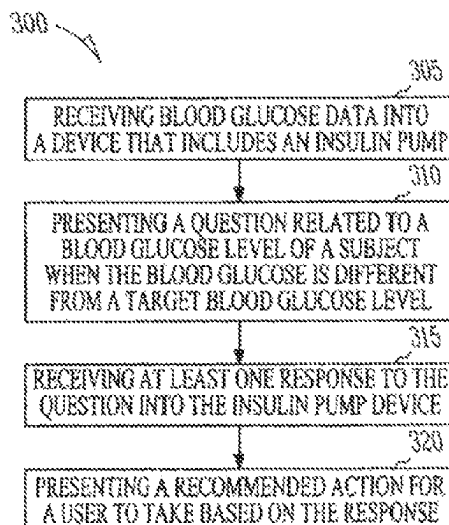 300
305
RECEIVING BLOOD GLUCOSE DATA INTO
A DEVICE THAT INCLUDES AN INSULIN PUMP
310
PRESENTING A QUESTION RELATED TO A
BLOOD GLUCOSE LEVEL OF A SUBJECT
WHEN THE BLOOD GLUCOSE IS DIFFERENT
FROM A TARGET BLOOD GLUCOSE LEVEL
315
RECEIVING AT LEAST ONE RESPONSE TO THE
QUESTION INTO THE INSULIN PUMP DEVICE
320
PRESENTING A RECOMMENDED ACTION FOR
A USER TO TAKE BASED ON THE RESPONSE